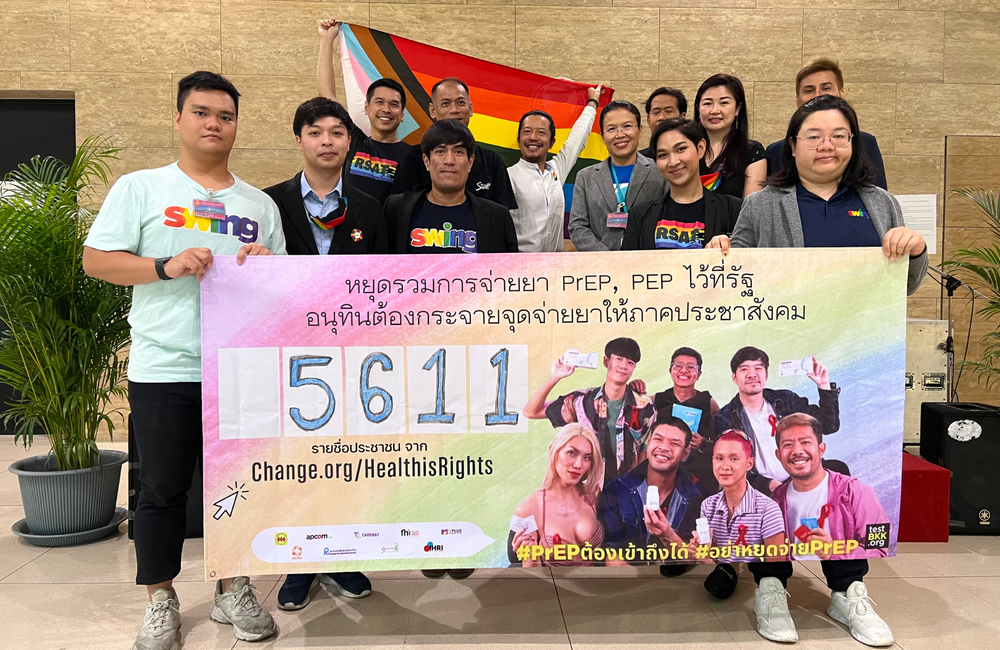 swing
RSAT
swing
RSAT
swing
หยุดรวมการจ่ายยา PrEP, PEP ไว้ที่รัฐ
อนุทินต้องกระจายจุดจ่ายยาให้ภาคประชาสังคม
5611
รายชื่อประชาชน จาก
Change.org/HealthisRights
apcom
CAREMAT
fhi360
IHRI
#PrEPต้องเข้าถึงได้ #อย่าหยุดจ่ายPrEP
test
BKK
.org
YAMAHA